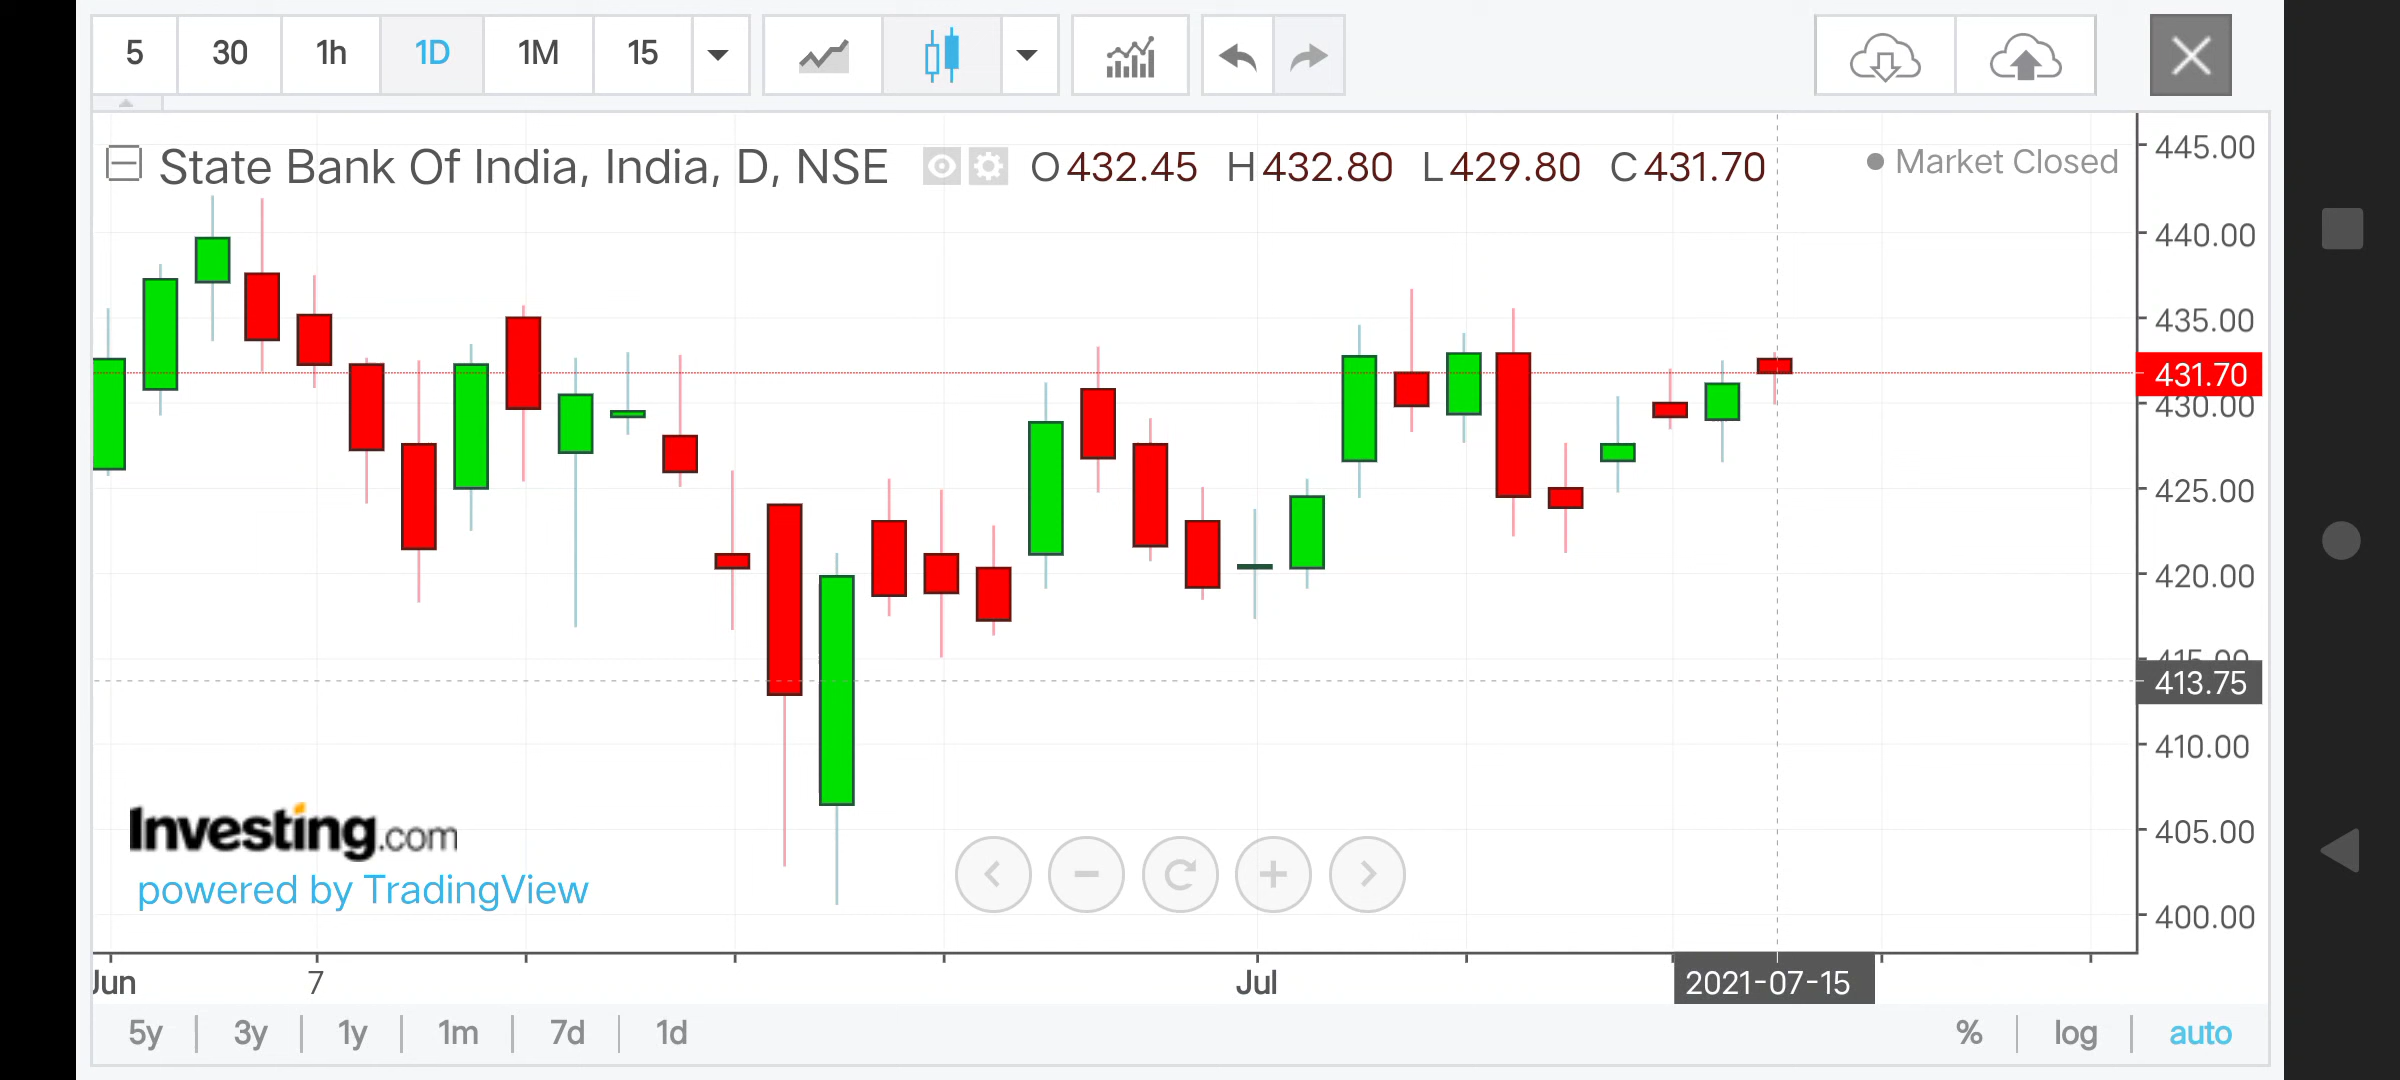 5 30 1h 1D 1M 15
State Bank Of India, India, D, NSE O432.45 H432.80 L429.80 C431.70 Market Closed
445.00
440.00
435.00
431.70
430.00
425.00
420.00
415.00
413.75
410.00
405.00
400.00
Investing.com
powered by TradingView
Jun 7 Jul 2021-07-15
5y 3y 1y 1m 7d 1d % log auto